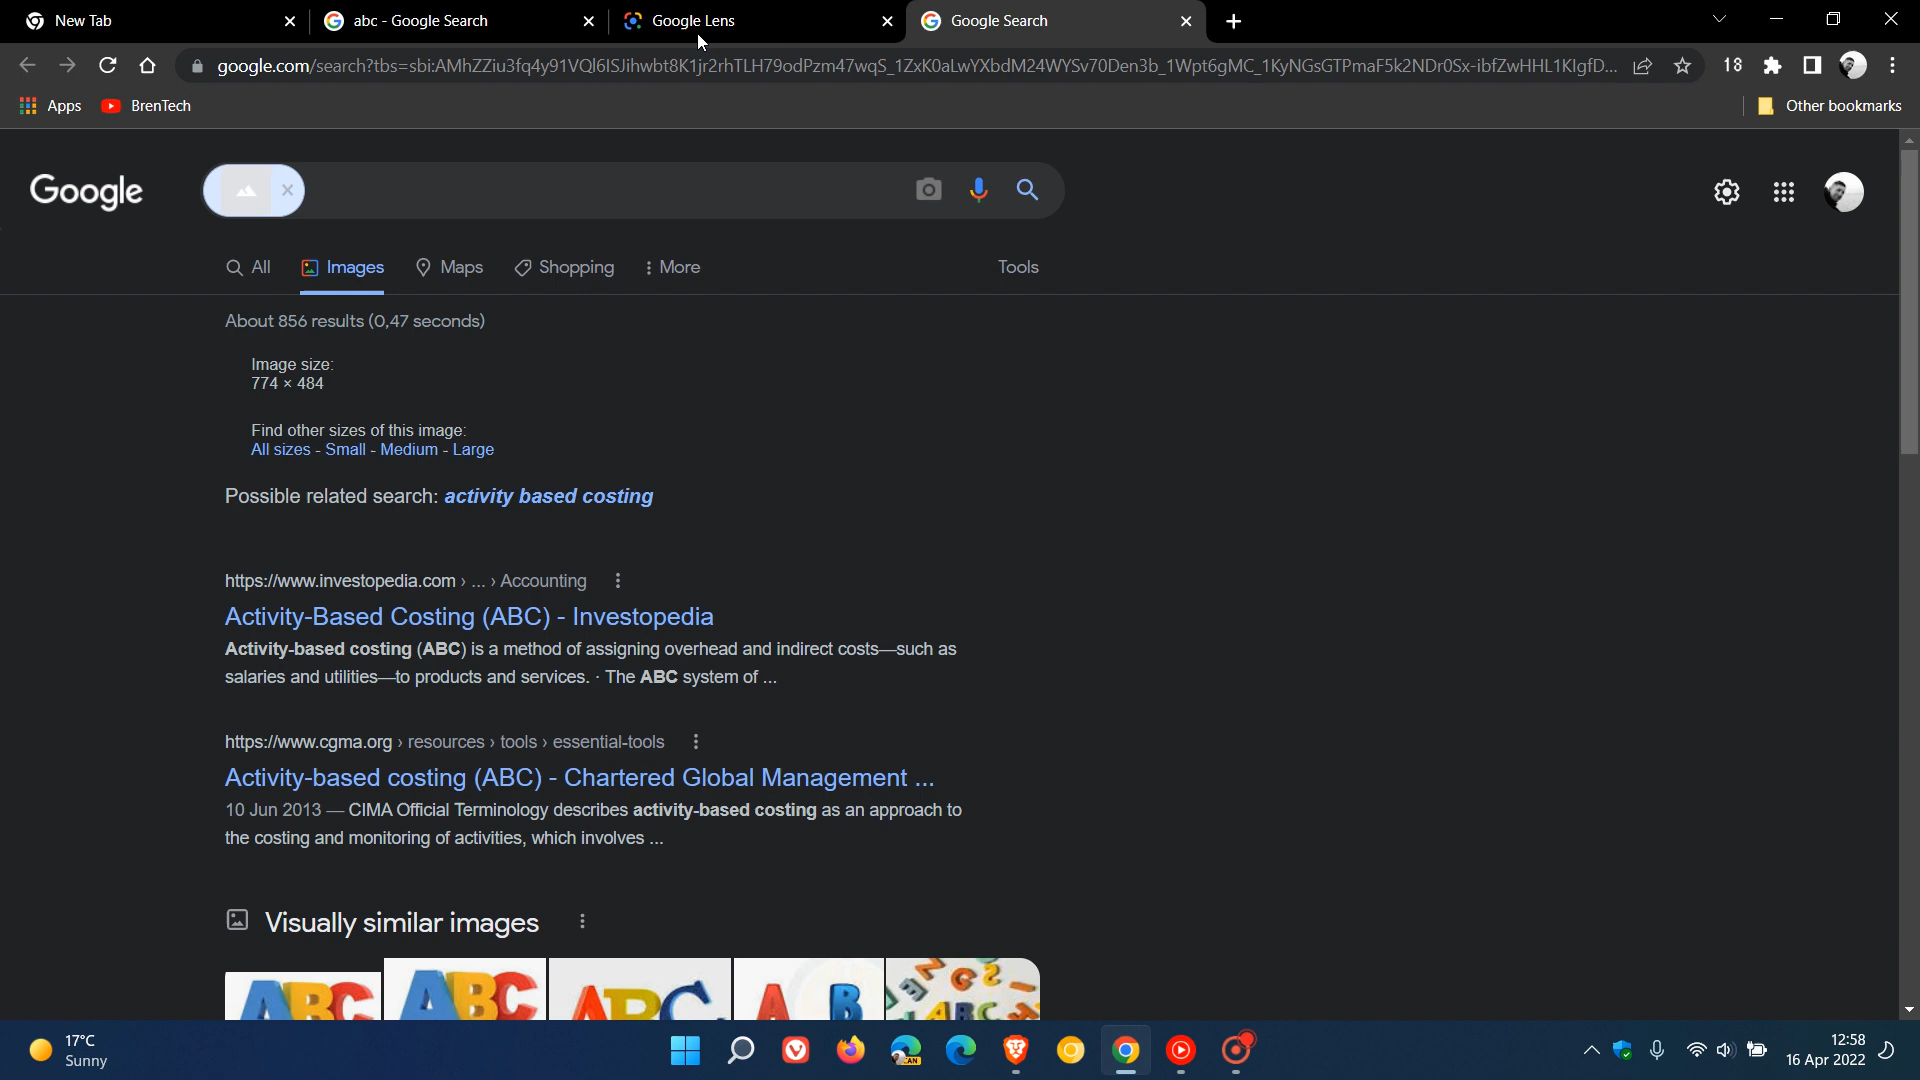 New Tab
abc - Google Search
Google Lens
Google Search
google.com/search?tbs=sbi:AMhZZiu3fq4y91VQl6ISJihwbt8K1jr2rhTLH79odPzm47wqS_1ZxK0aLwYXbdM24WYSv70Den3b_1Wpt6gMC_1KyNGsGTPmaF5k2NDr0Sx-ibfZwHHL1KIgfD...
18
Apps
BrenTech
Other bookmarks
Google
All
Images
Maps
Shopping
More
Tools
About 856 results (0,47 seconds)
Image size:
774 × 484
Find other sizes of this image:
All sizes - Small - Medium - Large
Possible related search: activity based costing
https://www.investopedia.com › ... › Accounting
Activity-Based Costing (ABC) - Investopedia
Activity-based costing (ABC) is a method of assigning overhead and indirect costs—such as
salaries and utilities—to products and services. · The ABC system of ...
https://www.cgma.org › resources › tools › essential-tools
Activity-based costing (ABC) - Chartered Global Management ...
10 Jun 2013 — CIMA Official Terminology describes activity-based costing as an approach to
the costing and monitoring of activities, which involves ...
Visually similar images
ABC
ABC
ABC
A B
ABC
17°C
Sunny
CAN
12:58
16 Apr 2022